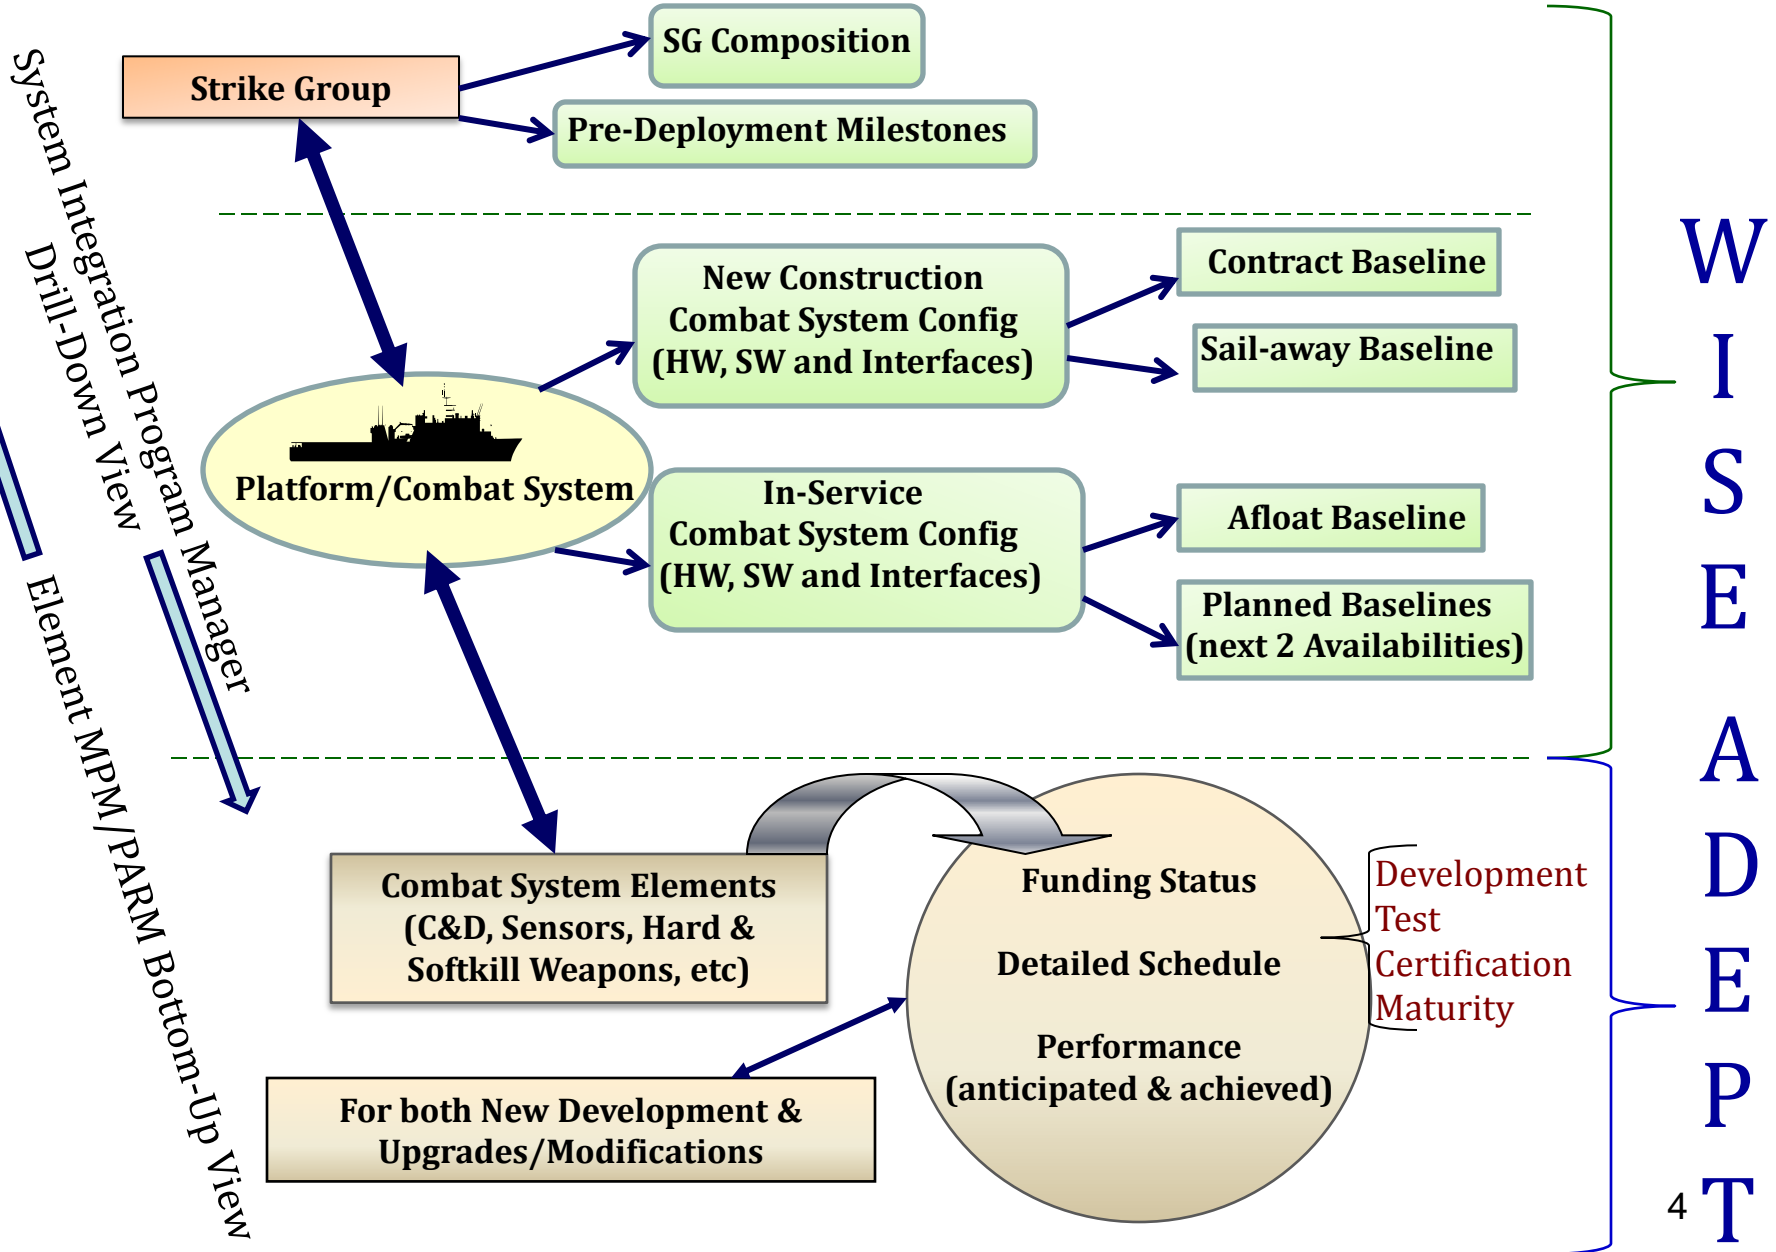 SG Composition
Strike Group
Pre-Deployment Milestones
System Integration Program Manager
Drill-Down View
New Construction
Combat System Config
(HW, SW and Interfaces)
Contract Baseline
Sail-away Baseline
Platform/Combat System
In-Service
Combat System Config
(HW, SW and Interfaces)
Afloat Baseline
Planned Baselines
(next 2 Availabilities)
Element MPM/PARM Bottom-Up View
Combat System Elements
(C&D, Sensors, Hard &
Softkill Weapons, etc)
Funding Status
Detailed Schedule
Performance
(anticipated & achieved)
Development
Test
Certification
Maturity
For both New Development &
Upgrades/Modifications
W
I
S
E
A
D
E
P
T
4